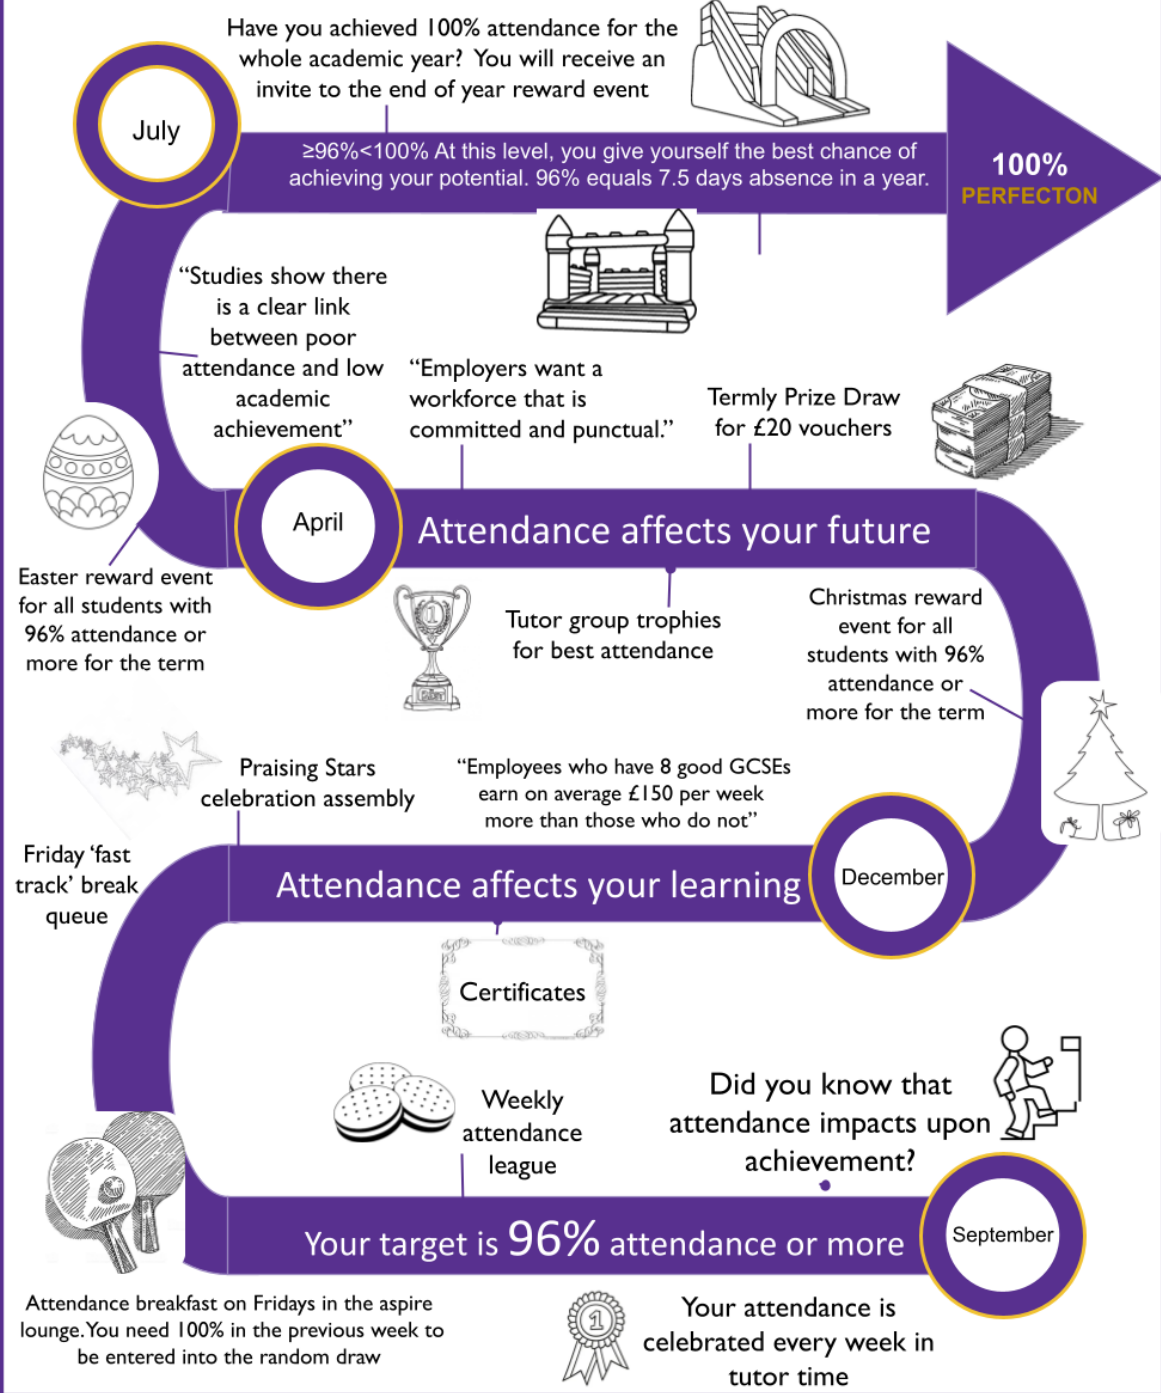 Have you achieved 100% attendance for the
whole academic year? You will receive an
invite to the end of year reward event
July
≥96%<100% At this level, you give yourself the best chance of
achieving your potential. 96% equals 7.5 days absence in a year.
100%
PERFECTON
“Studies show there
is a clear link
between poor
attendance and low
academic
achievement”
“Employers want a
workforce that is
committed and punctual.”
Termly Prize Draw
for £20 vouchers
April
Attendance affects your future
Easter reward event
for all students with
96% attendance or
more for the term
1
Tutor group trophies
for best attendance
Christmas reward
event for all
students with 96%
attendance or
more for the term
Praising Stars
celebration assembly
“Employees who have 8 good GCSEs
earn on average £150 per week
more than those who do not”
Friday ‘fast
track’ break
queue
Attendance affects your learning
December
Certificates
Weekly
attendance
league
Did you know that
attendance impacts upon
achievement?
Your target is 96% attendance or more
September
Attendance breakfast on Fridays in the aspire
lounge.You need 100% in the previous week to
be entered into the random draw
1
Your attendance is
celebrated every week in
tutor time